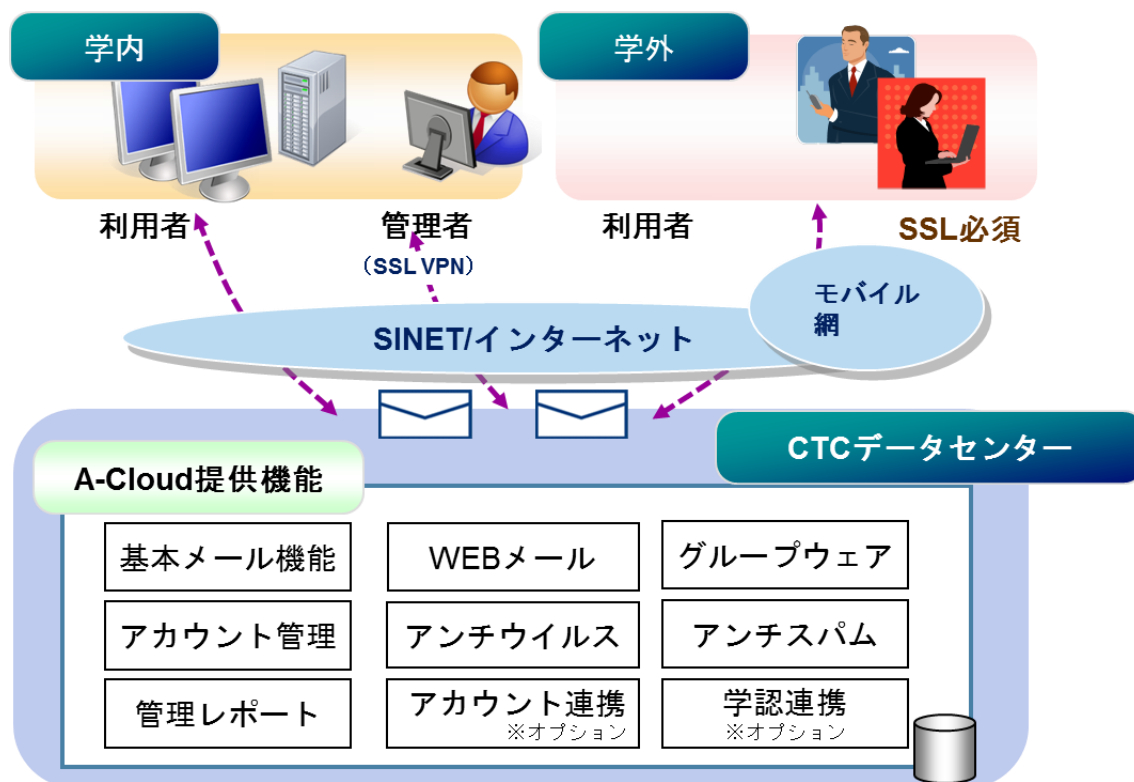 学内
学外
利用者
管理者
利用者
SSL必須
（SSL VPN）
モバイル
網
SINET/インターネット
CTCデータセンター
A-Cloud提供機能
基本メール機能
WEBメール
グループウェア
アカウント管理
アンチウイルス
アンチスパム
管理レポート
アカウント連携
※オプション
学認連携
※オプション